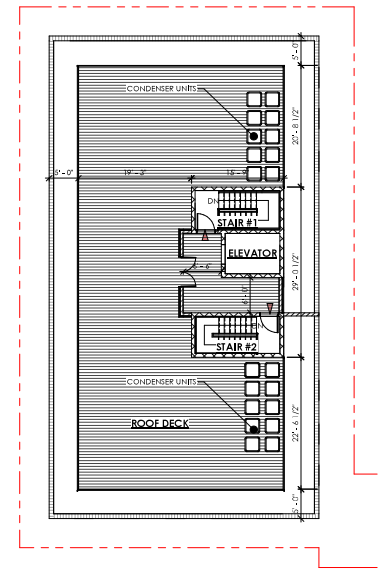 5'- 0"
CONDENSER UNITS
20'- 8 1/2"
5'- 0"
19'- 3"
15'- 9"
DN
STAIR #1
ELEVATOR
6'- 0"
29'- 0 1/2"
DN
STAIR #2
CONDENSER UNITS
22'- 6 1/2"
ROOF DECK
5'- 0"